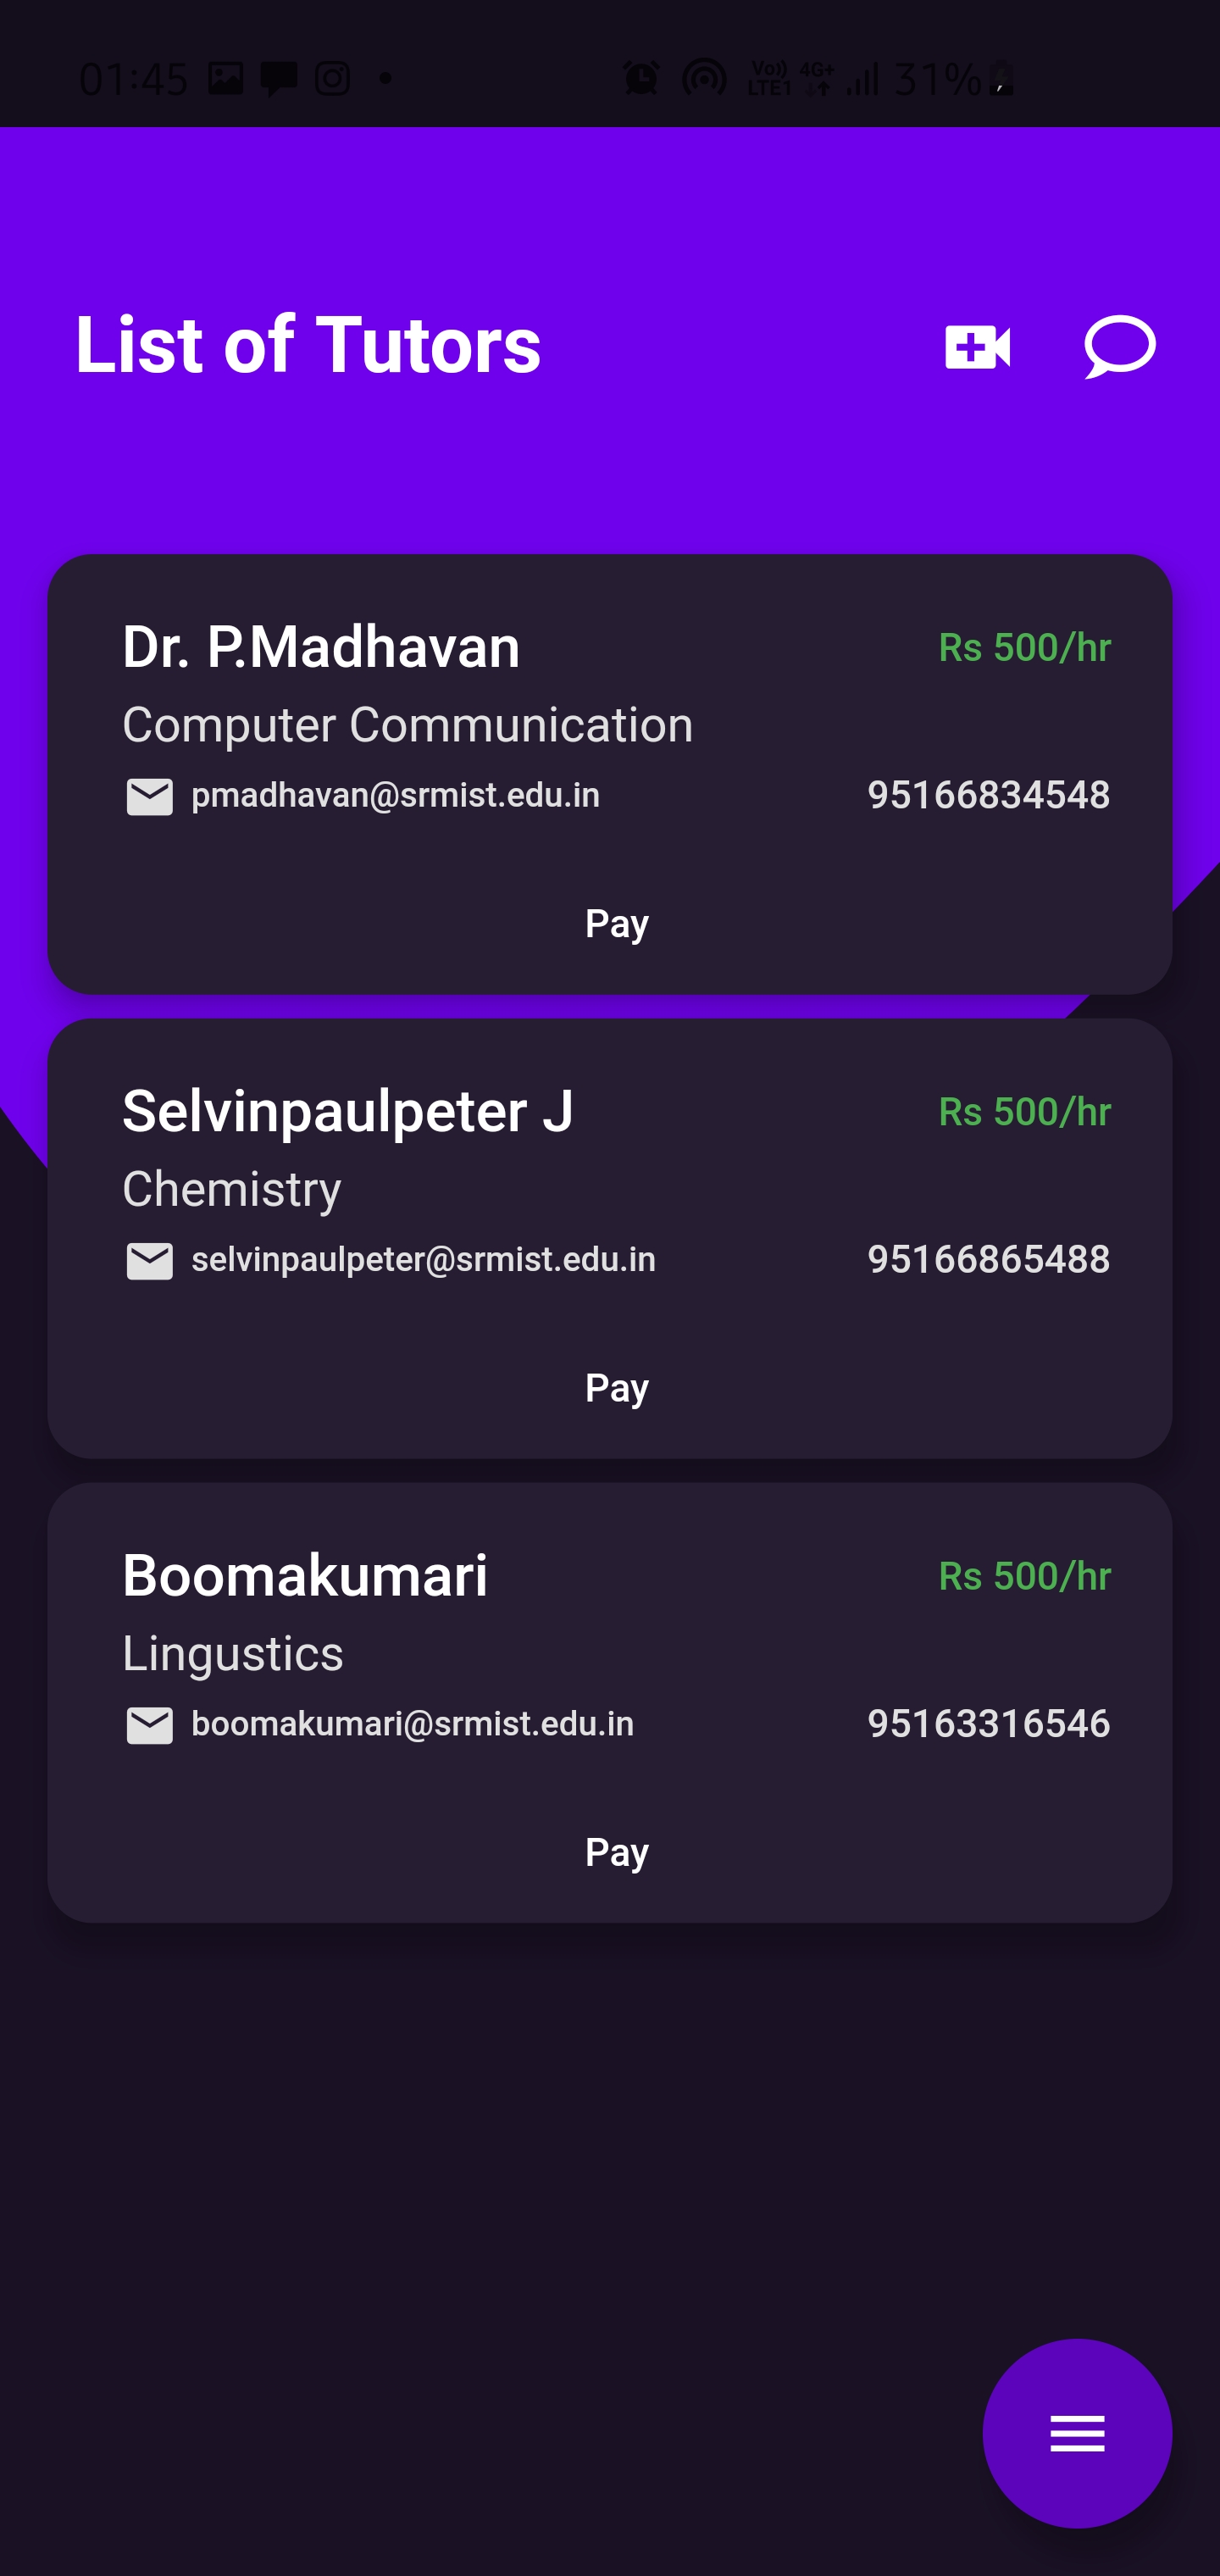 01:45 Vo)) LTE1 4G+ 31%
List of Tutors
Dr. P.Madhavan Rs 500/hr
Computer Communication
pmadhavan@srmist.edu.in 95166834548
Pay
Selvinpaulpeter J Rs 500/hr
Chemistry
selvinpaulpeter@srmist.edu.in 95166865488
Pay
Boomakumari Rs 500/hr
Lingustics
boomakumari@srmist.edu.in 95163316546
Pay